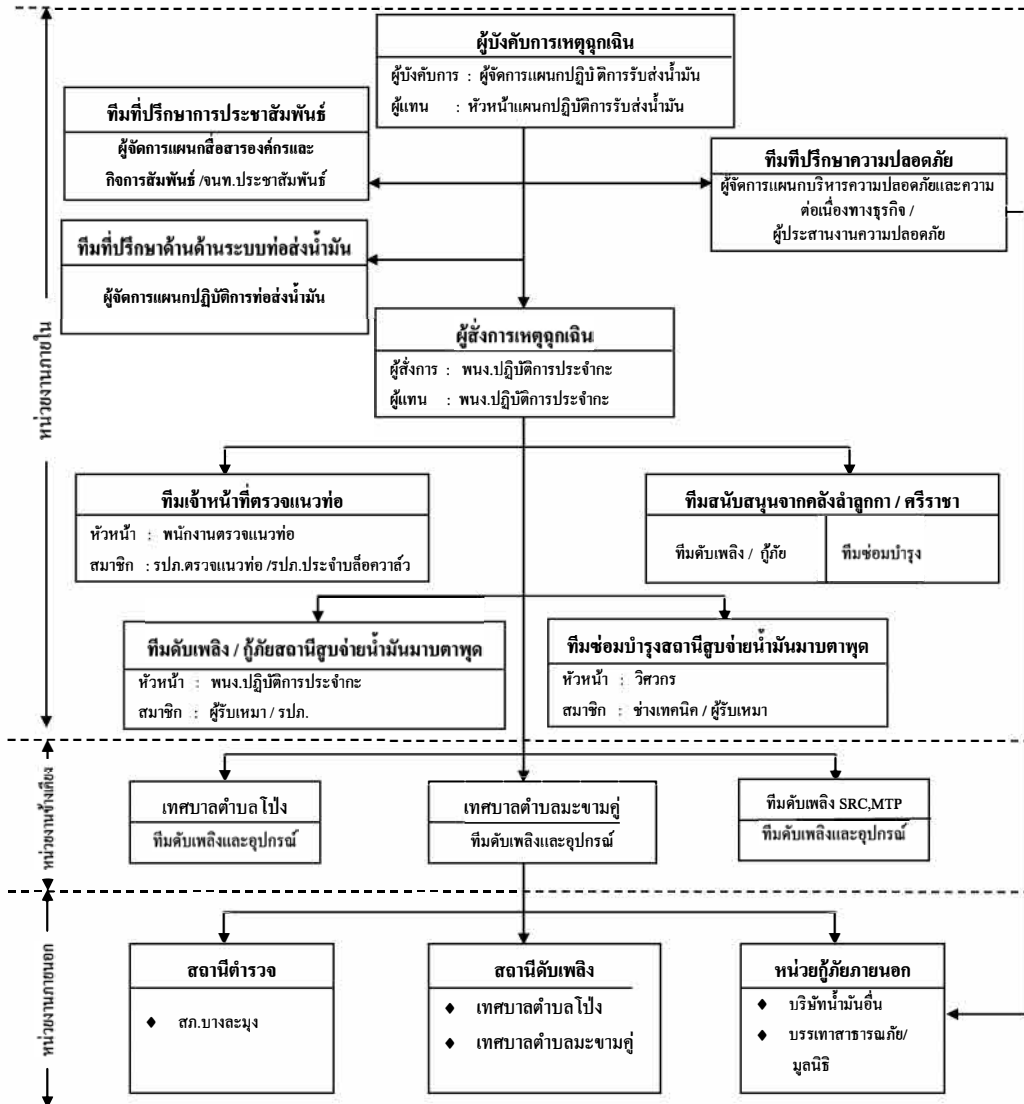 ผู้บังคับการเหตุฉุกเฉิน
ผู้บังคับการ : ผู้จัดการแผนกปฏิบัติการรับส่งน้ำมัน
ผู้แทน : หัวหน้าแผนกปฏิบัติการรับส่งน้ำมัน
ทีมที่ปรึกษาการประชาสัมพันธ์
ผู้จัดการแผนกสื่อสารองค์กรและ
กิจการสัมพันธ์ /จนท.ประชาสัมพันธ์
ทีมที่ปรึกษาความปลอดภัย
ผู้จัดการแผนกบริหารความปลอดภัยและความ
ต่อเนื่องทางธุรกิจ /
ผู้ประสานงานความปลอดภัย
ทีมที่ปรึกษาด้านด้านระบบท่อส่งน้ำมัน
ผู้จัดการแผนกปฏิบัติการท่อส่งน้ำมัน
ผู้สั่งการเหตุฉุกเฉิน
ผู้สั่งการ : พนง.ปฏิบัติการประจำกะ
ผู้แทน : พนง.ปฏิบัติการประจำกะ
หน่วยงานภายใน
ทีมเจ้าหน้าที่ตรวจแนวท่อ
หัวหน้า : พนักงานตรวจแนวท่อ
สมาชิก : รปภ.ตรวจแนวท่อ /รปภ.ประจำบล็อควาล์ว
ทีมสนับสนุนจากคลังลำลูกกา / ศรีราชา
ทีมดับเพลิง / กู้ภัย
ทีมซ่อมบำรุง
ทีมดับเพลิง / กู้ภัยสถานีสูบจ่ายน้ำมันมาบตาพุด
หัวหน้า : พนง.ปฏิบัติการประจำกะ
สมาชิก : ผู้รับเหมา / รปภ.
ทีมซ่อมบำรุงสถานีสูบจ่ายน้ำมันมาบตาพุด
หัวหน้า : วิศวกร
สมาชิก : ช่างเทคนิค / ผู้รับเหมา
หน่วยงานข้างเคียง
เทศบาลตำบลโป่ง
ทีมดับเพลิงและอุปกรณ์
เทศบาลตำบลมะขามคู่
ทีมดับเพลิงและอุปกรณ์
ทีมดับเพลิง SRC,MTP
ทีมดับเพลิงและอุปกรณ์
หน่วยงานภายนอก
สถานีตำรวจ
♦ สภ.บางละมุง
สถานีดับเพลิง
♦ เทศบาลตำบลโป่ง
♦ เทศบาลตำบลมะขามคู่
หน่วยกู้ภัยภายนอก
♦ บริษัทน้ำมันอื่น
♦ บรรเทาสาธารณภัย/
มูลนิธิ